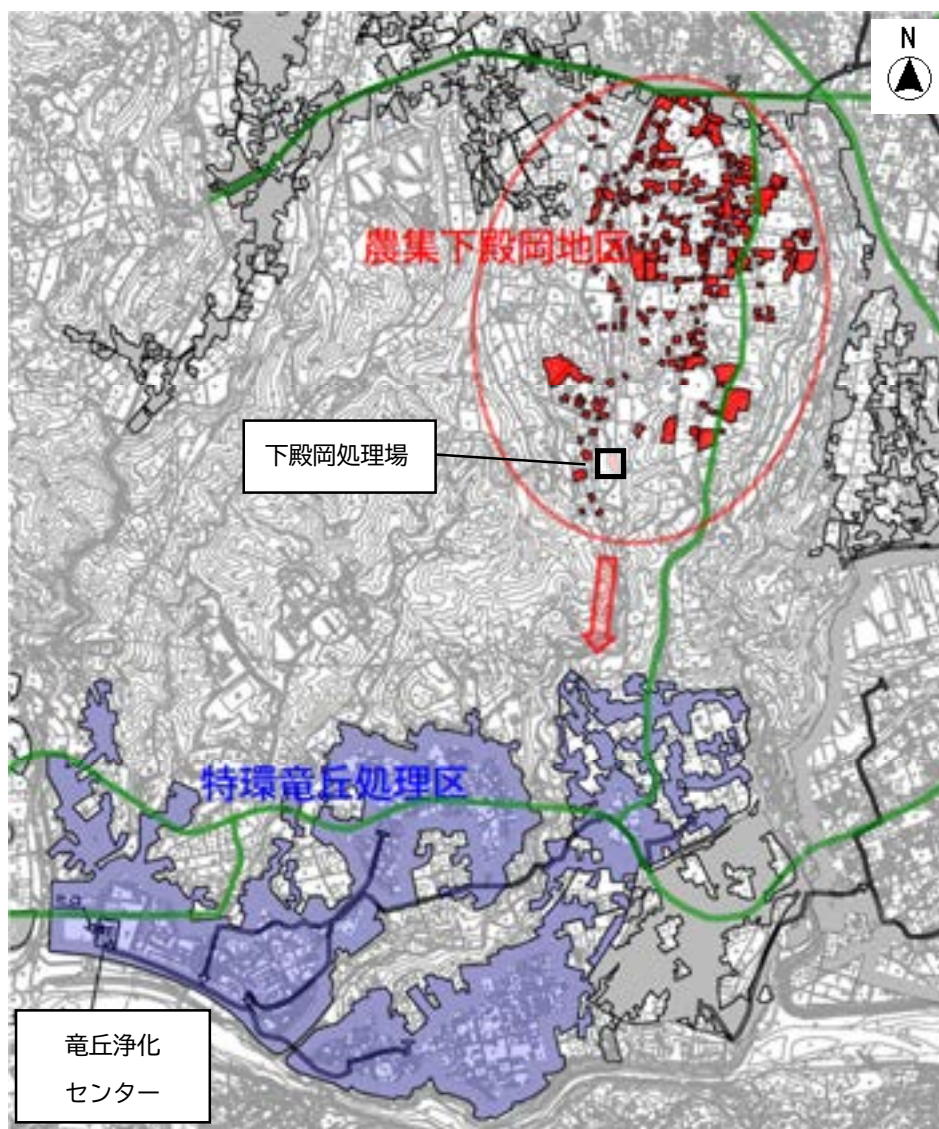 N
農集下殿岡地区
下殿岡処理場
特環竜丘処理区
竜丘浄化
センター